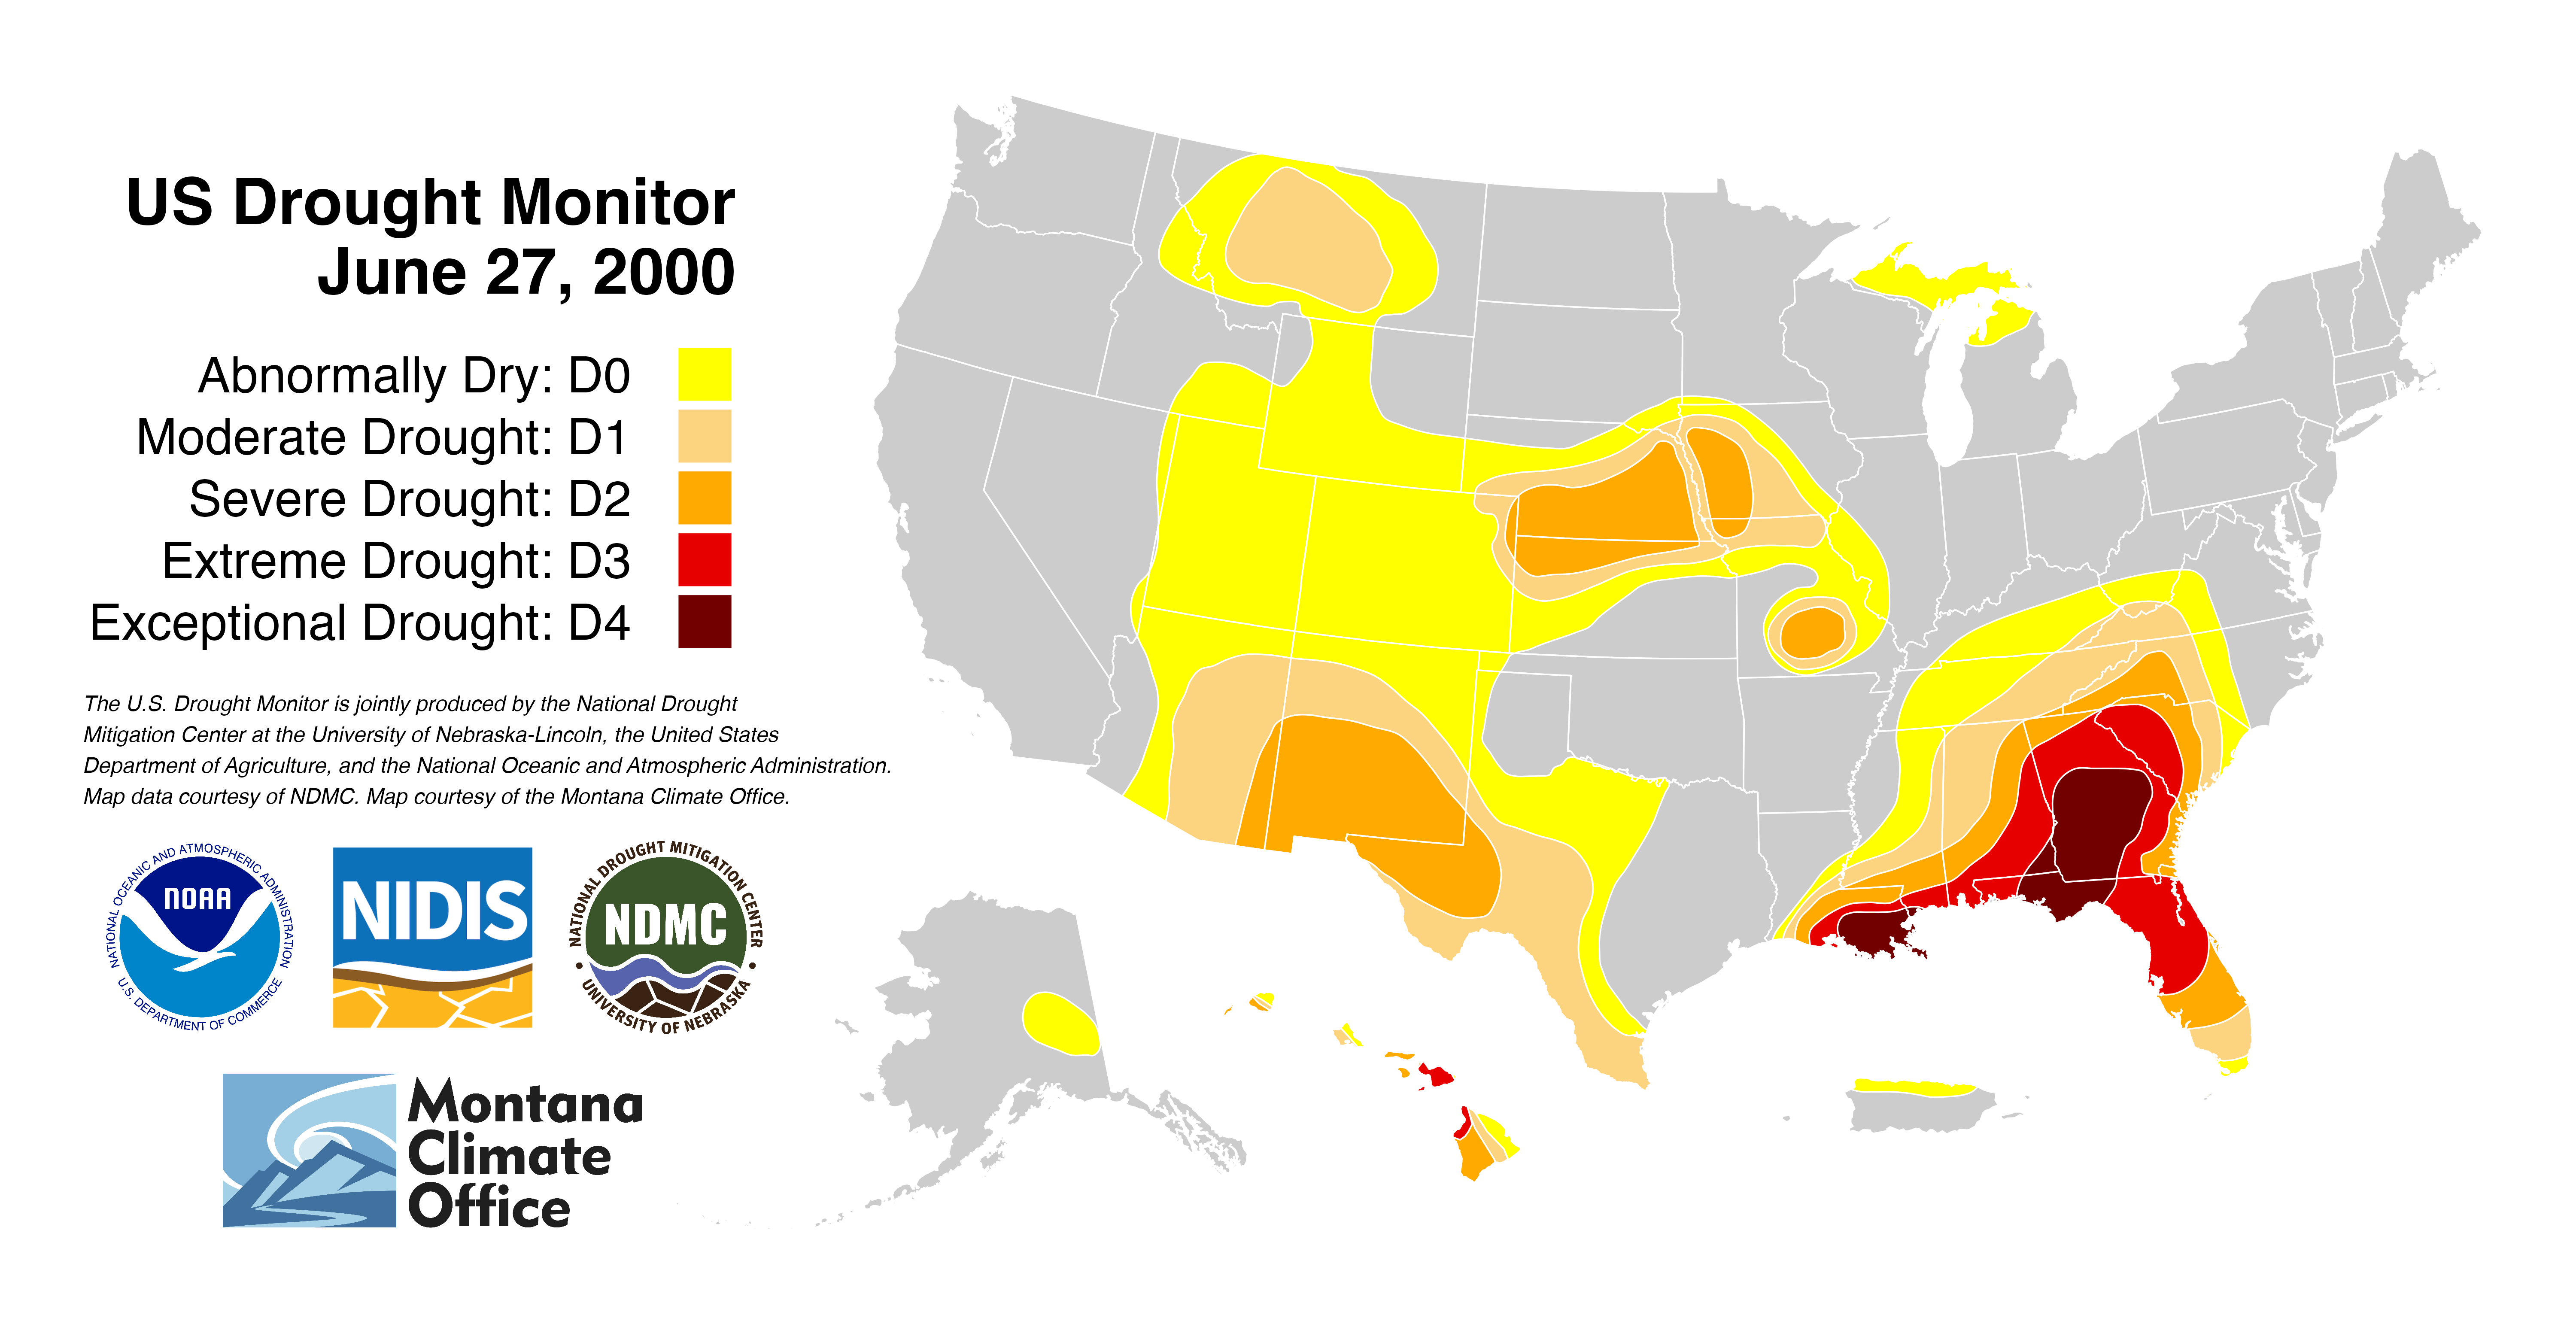 US Drought Monitor
June 27, 2000
Abnormally Dry: D0
Moderate Drought: D1
Severe Drought: D2
Extreme Drought: D3
Exceptional Drought: D4
The U.S. Drought Monitor is jointly produced by the National Drought
Mitigation Center at the University of Nebraska-Lincoln, the United States
Department of Agriculture, and the National Oceanic and Atmospheric Administration.
Map data courtesy of NDMC. Map courtesy of the Montana Climate Office.
NATIONAL OCEANIC AND ATMOSPHERIC ADMINISTRATION
NOAA
U.S. DEPARTMENT OF COMMERCE
NIDIS
NATIONAL DROUGHT MITIGATION CENTER
NDMC
UNIVERSITY OF NEBRASKA
Montana
Climate
Office